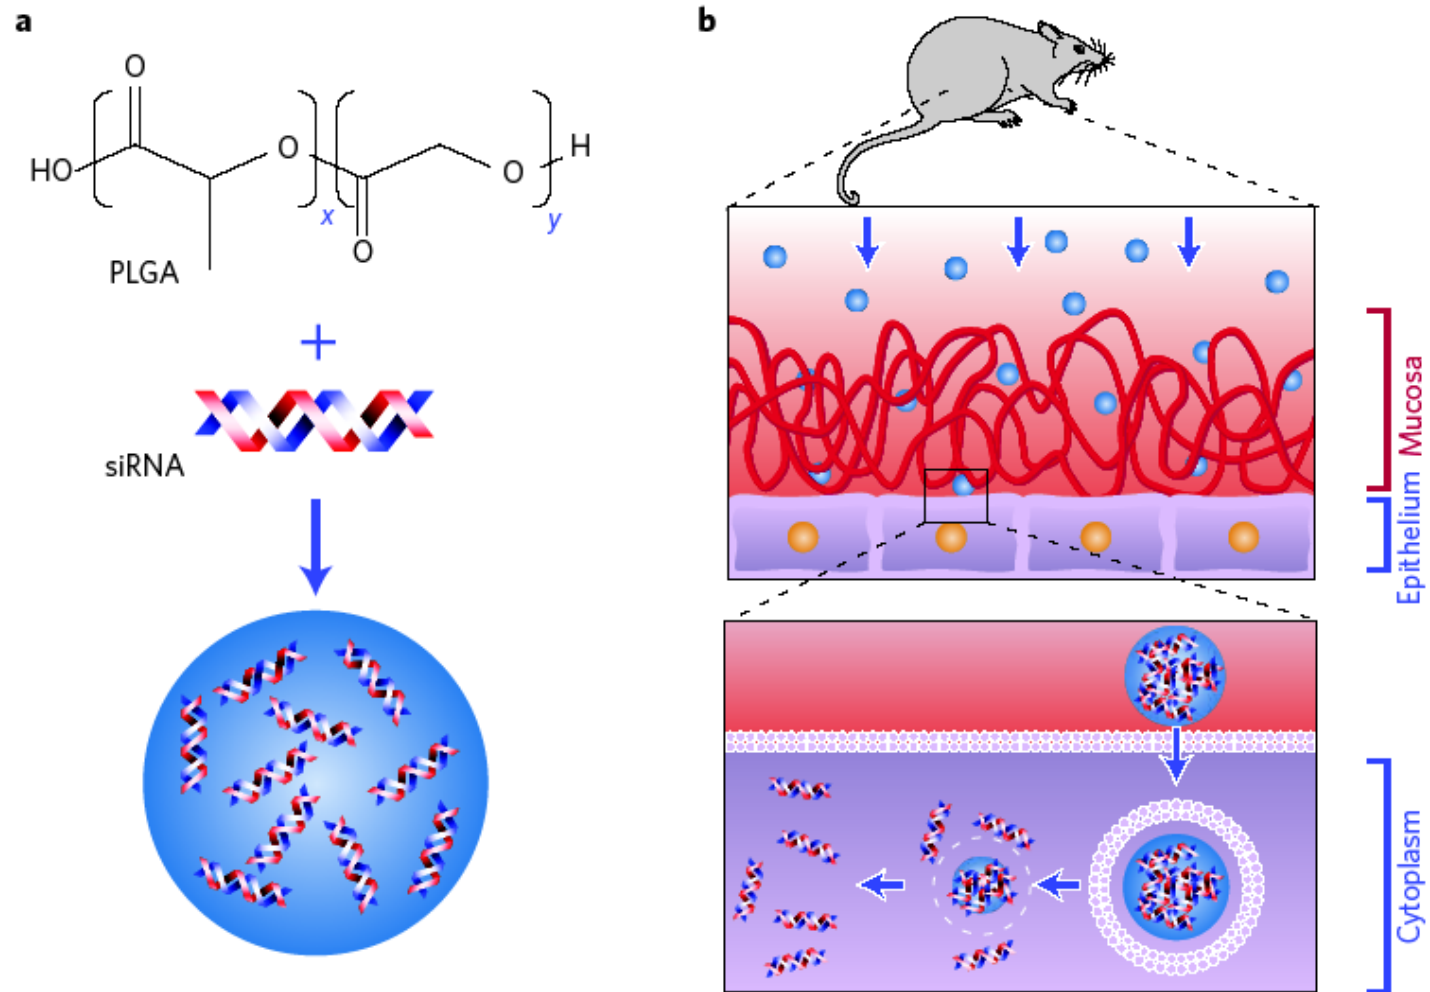 a
O
HO
O
x
O
O
H
y
PLGA
+
siRNA
b
Mucosa
Epithelium
Cytoplasm